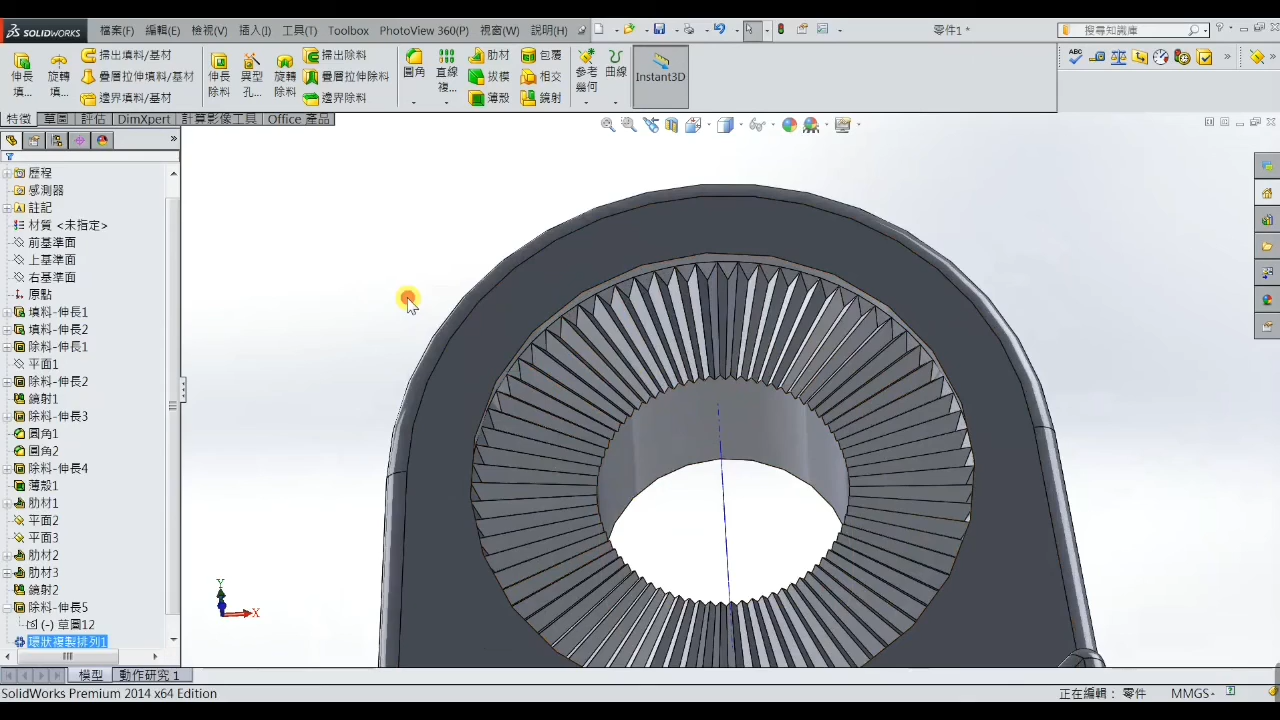 SOLIDWORKS 檔案(F) 編輯(E) 檢視(V) 插入(I) 工具(T) Toolbox PhotoView 360(P) 視窗(W) 說明(H) 零件1 * 搜尋知識庫
伸長填... 旋轉填... 掃出填料/基材 疊層拉伸填料/基材 邊界填料/基材
伸長除料 異型孔... 旋轉除料 掃出除料 疊層拉伸除料 邊界除料
圓角 直線複... 肋材 拔模 薄殼 包覆 相交 鏡射
參考幾何 曲線 Instant3D
特徵 草圖 評估 DimXpert 計算影像工具 Office 產品
歷程
感測器
註記
材質 <未指定>
前基準面
上基準面
右基準面
原點
填料-伸長1
填料-伸長2
除料-伸長1
平面1
除料-伸長2
鏡射1
除料-伸長3
圓角1
圓角2
除料-伸長4
薄殼1
肋材1
平面2
平面3
肋材2
肋材3
鏡射2
除料-伸長5
(-) 草圖12
環狀複製排列1
Y
X
模型 動作研究 1
SolidWorks Premium 2014 x64 Edition 正在編輯： 零件 MMGS